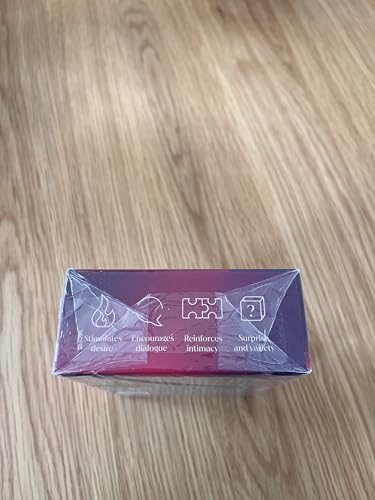 Stimulates
desire
Encourages
dialogue
Reinforces
intimacy
Surprise
and variety
?